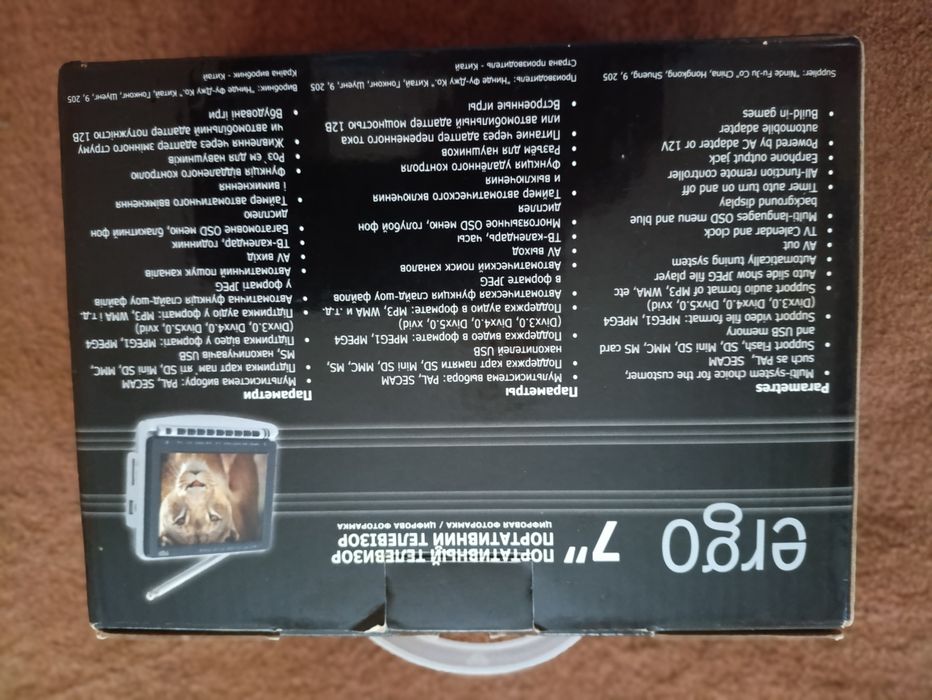 ergo
7"
ПОРТАТИВНЫЙ ТЕЛЕВИЗОР
ПОРТАТИВНИЙ ТЕЛЕВІЗОР
ЦИФРОВАЯ ФОТОРАМКА / ЦИФРОВА ФОТОРАМКА
Parametres
• Multi-system choice for the customer,
such as PAL, SECAM
• Support Flash, SD, Mini SD, MMC, MS card
and USB memory
• Support video file format: MPEG1, MPEG4
(Divx3.0, Divx4.0, Divx5.0, xvid)
• Support audio format of MP3, WMA, etc
• Auto slide show JPEG file player
• Automatically tuning system
• AV out
• TV Calendar and clock
• Multi-languages OSD menu and blue
background display
• Timer auto turn on and off
• All-function remote controller
• Earphone output jack
• Powered by AC or adapter or 12V
automobile adapter
• Build-in games
Supplier: "Ninde Fu-Ju Co" China, Hongkong, Shueng, 9, 205
Параметры
• Мультисистемность: вибора: PAL, SECAM
• Поддержка карт памяти SD, Mini SD, MMC, MS,
накопителей USB
• Поддержка видео в формате: MPEG1, MPEG4
(Divx3.0, Divx4.0, Divx5.0, xvid)
• Поддержка аудио в формате: MP3, WMA и т.д.
• Автоматическая функция слайд-шоу файлов
в формате JPEG
• Автоматический поиск каналов
• AV выход
• ТВ-календарь, часы
• Многоязычное OSD меню, голубой фон
дисплея
• Таймер автоматического включения
и выключения
• Функция удалённого контроля
• Разъём для наушников
• Питание через адаптер переменного тока
или автомобильный адаптер мощностью 12В
• Встроенные игры
Производитель: "Нинде Фу-Джу Ко." Китай, Гонконг, Шуенг, 9, 205
Страна производитель - Китай
Параметри
• Мультисистема вибору: PAL, SECAM
• Підтримка карт пам`яті SD, Mini SD, MMC,
MS, накопичувачів USB
• Підтримка відео у форматі: MPEG1, MPEG4
(Divx3.0, Divx4.0, Divx5.0, xvid)
• Підтримка аудіо у форматі: MP3, WMA і т.д.
• Автоматична функція слайд-шоу файлів
у форматі JPEG
• Автоматичний пошук каналів
• AV вихід
• ТВ-календар, годинник
• Багатомовне OSD меню, блакитний фон
дисплею
• Таймер автоматичного ввімкнення
і вимкнення
• Функція віддаленого контролю
• Роз`єм для наушників
• Живлення через адаптер змінного струму
чи автомобільний адаптер потужністю 12В
• Вбудовані ігри
Виробник: "Нинде Фу-Джу Ко." Китай, Гонконг, Шуенг, 9, 205
Країна виробник - Китай